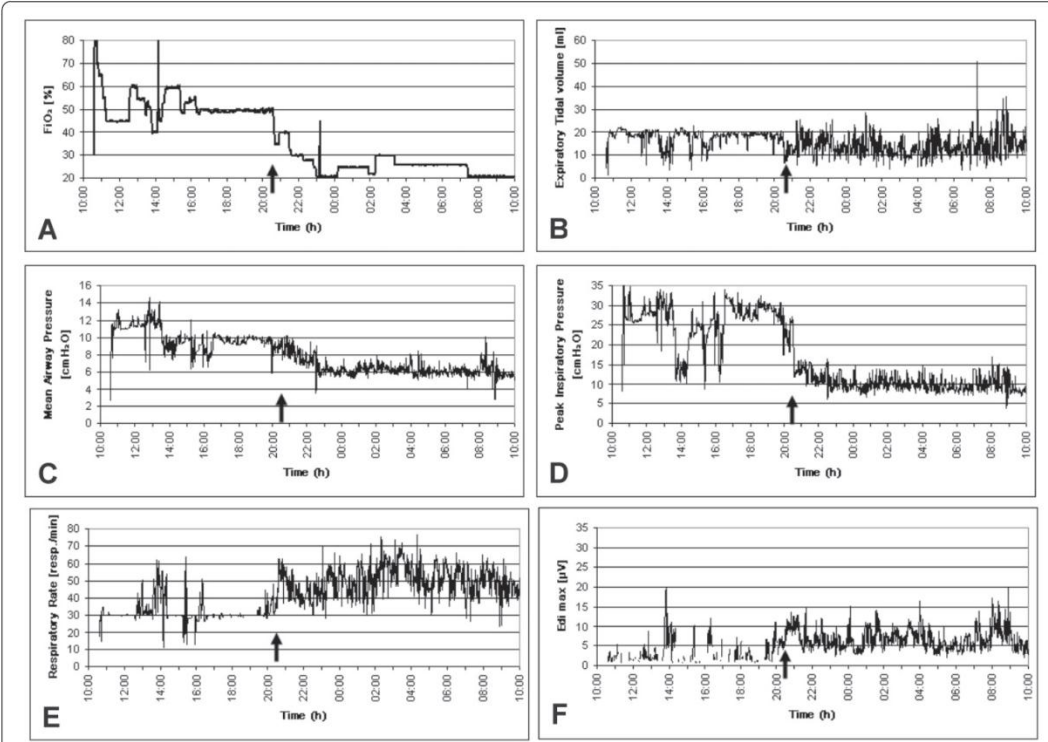 FiO₂ [%]
80
70
60
50
40
30
20
10:00 12:00 14:00 16:00 18:00 20:00 22:00 00:00 02:00 04:00 06:00 08:00 10:00
Time (h)
A
Expiratory Tidal volume [ml]
60
50
40
30
20
10
0
10:00 12:00 14:00 16:00 18:00 20:00 22:00 00:00 02:00 04:00 06:00 08:00 10:00
Time (h)
B
Mean Airway Pressure
[cmH₂O]
16
14
12
10
8
6
4
2
0
10:00 12:00 14:00 16:00 18:00 20:00 22:00 00:00 02:00 04:00 06:00 08:00 10:00
Time (h)
C
Peak Inspriatory Pressure
[cmH₂O]
35
30
25
20
15
10
5
0
10:00 12:00 14:00 16:00 18:00 20:00 22:00 00:00 02:00 04:00 06:00 08:00 10:00
Time (h)
D
Respiratory Rate [resp./min]
80
70
60
50
40
30
20
10
0
10:00 12:00 14:00 16:00 18:00 20:00 22:00 00:00 02:00 04:00 06:00 08:00 10:00
Time (h)
E
Edi max [µV]
35
30
25
20
15
10
5
0
10:00 12:00 14:00 16:00 18:00 20:00 22:00 00:00 02:00 04:00 06:00 08:00 10:00
Time (h)
F